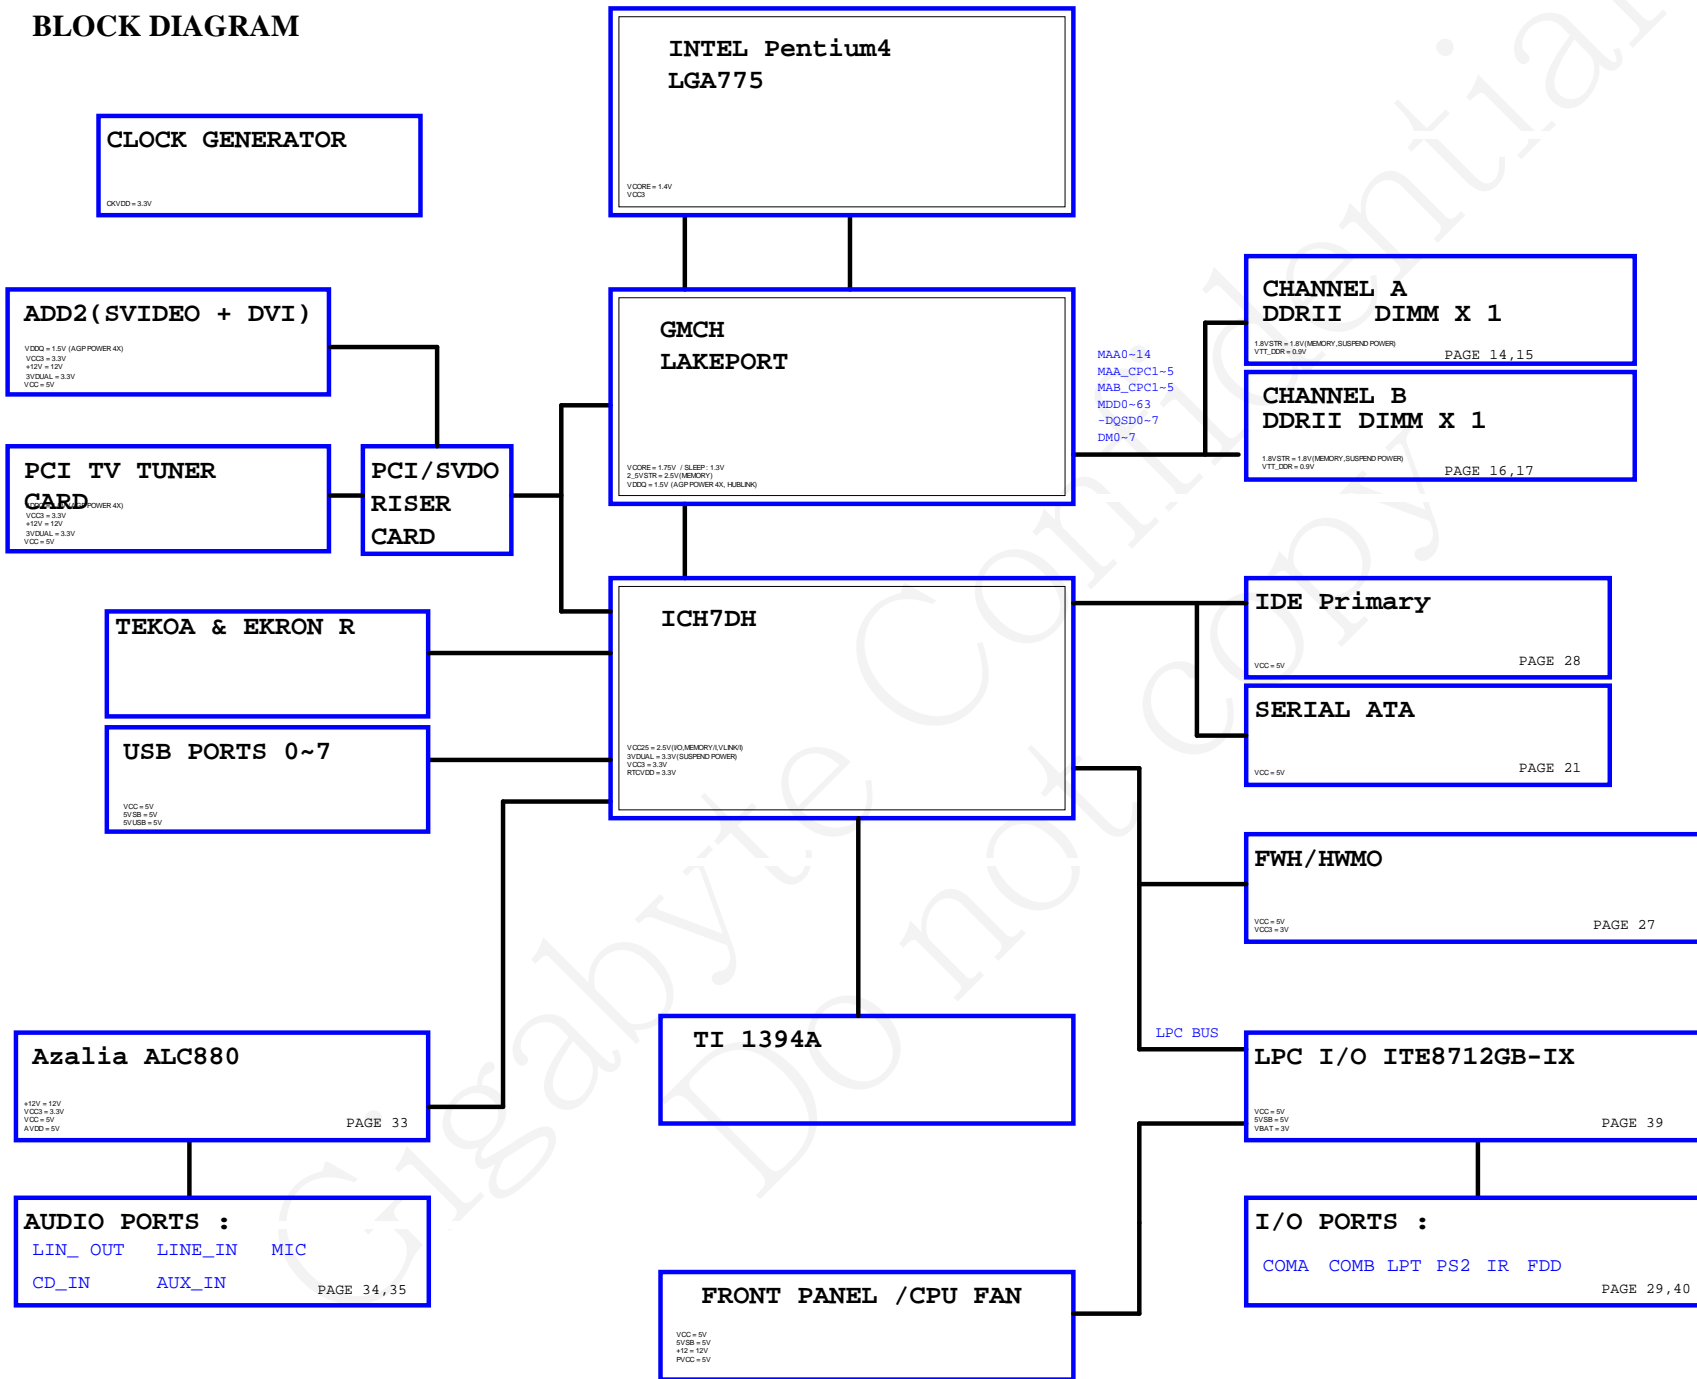 BLOCK DIAGRAM
INTEL Pentium4
LGA775
VCORE = 1.4V
VCC3
CLOCK GENERATOR
CKVDD = 3.3V
ADD2(SVIDEO + DVI)
VDDQ = 1.5V (AGP POWER 4X)
VCC3 = 3.3V
+12V = 12V
3VDUAL = 3.3V
VCC = 5V
GMCH
LAKEPORT
VCORE = 1.75V / SLEEP : 1.3V
2_5VSTR = 2.5V(MEMORY)
VDDQ = 1.5V (AGP POWER 4X, HUBLINK)
MAA0~14
MAA_CPC1~5
MAB_CPC1~5
MDD0~63
-DQSD0~7
DM0~7
CHANNEL A
DDRII DIMM X 1
1.8VSTR = 1.8V(MEMORY,SUSPEND POWER)
VTT_DDR = 0.9V
PAGE 14,15
CHANNEL B
DDRII DIMM X 1
1.8VSTR = 1.8V(MEMORY,SUSPEND POWER)
VTT_DDR = 0.9V
PAGE 16,17
PCI TV TUNER
CARD
POWER 4X)
VCC3 = 3.3V
+12V = 12V
3VDUAL = 3.3V
VCC = 5V
PCI/SVDO
RISER
CARD
ICH7DH
VCC25 = 2.5V(I/O,MEMORY/I,VLINK/I)
3VDUAL = 3.3V(SUSPEND POWER)
VCC3 = 3.3V
RTCVDD = 3.3V
TEKOA & EKRON R
USB PORTS 0~7
VCC = 5V
5VSB = 5V
5VUSB = 5V
IDE Primary
VCC = 5V
PAGE 28
SERIAL ATA
VCC = 5V
PAGE 21
FWH/HWMO
VCC = 5V
VCC3 = 3V
PAGE 27
TI 1394A
LPC BUS
LPC I/O ITE8712GB-IX
VCC = 5V
5VSB = 5V
VBAT = 3V
PAGE 39
Azalia ALC880
+12V = 12V
VCC3 = 3.3V
VCC = 5V
AVDD = 5V
PAGE 33
AUDIO PORTS :
LIN_ OUT LINE_IN MIC
CD_IN AUX_IN
PAGE 34,35
FRONT PANEL /CPU FAN
VCC = 5V
5VSB = 5V
+12 = 12V
PVCC = 5V
I/O PORTS :
COMA COMB LPT PS2 IR FDD
PAGE 29,40
Gigabyte Confidential
Do not copy